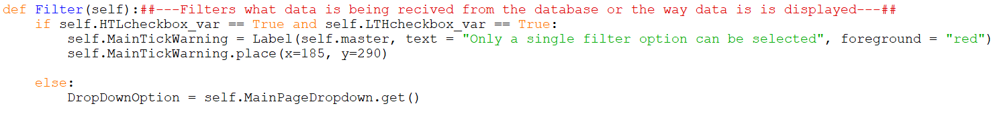 def Filter(self):##---Filters what data is being recived from the database or the way data is is displayed---##
if self.HTLcheckbox_var == True and self.LTHcheckbox_var == True:
self.MainTickWarning = Label(self.master, text = "Only a single filter option can be selected", foreground = "red")
self.MainTickWarning.place(x=185, y=290)
else:
DropDownOption = self.MainPageDropdown.get()